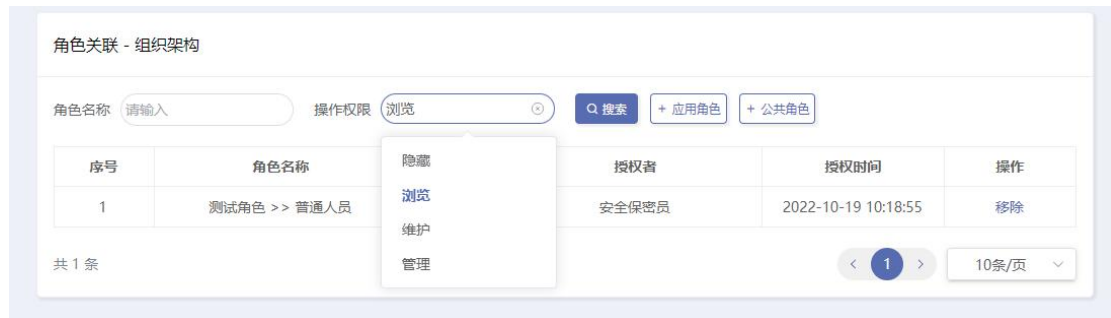 角色关联 - 组织架构
角色名称 请输入 操作权限 浏览 搜索 + 应用角色 + 公共角色
隐藏
浏览
维护
管理
序号 角色名称 授权者 授权时间 操作
1 测试角色 >> 普通人员 安全保密员 2022-10-19 10:18:55 移除
共 1 条 < 1 > 10条/页